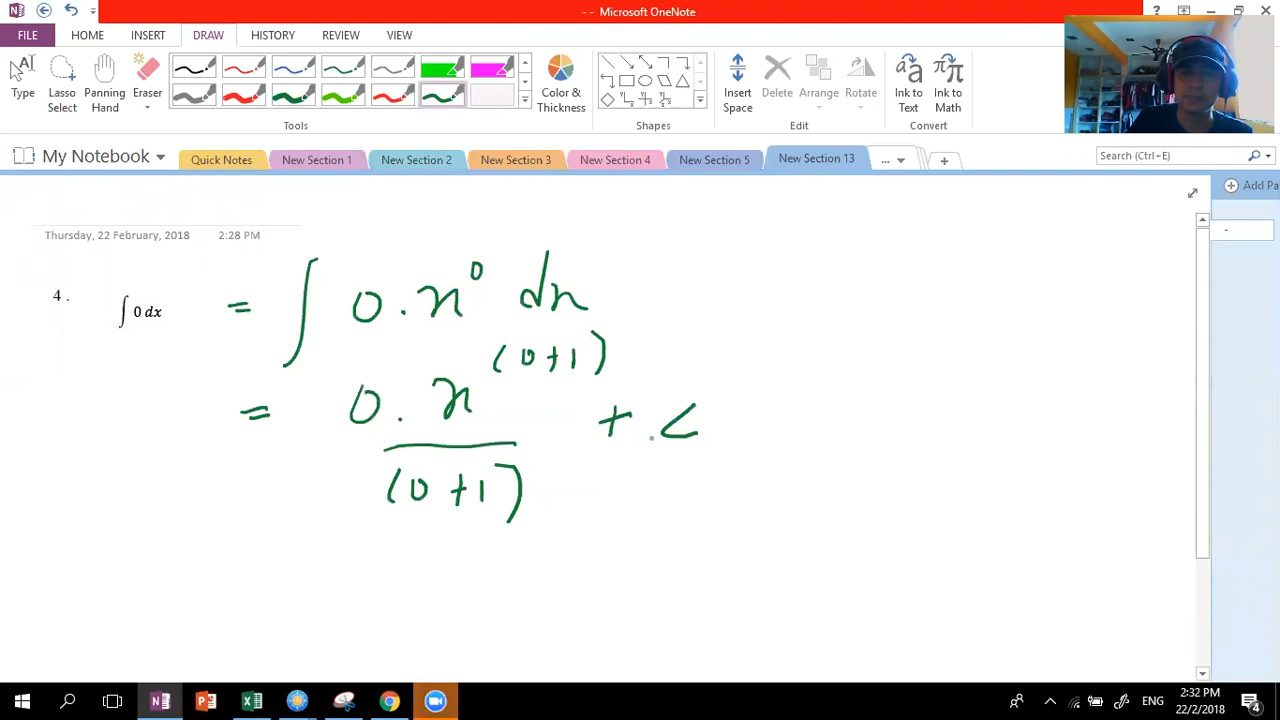 - - Microsoft OneNote
FILE HOME INSERT DRAW HISTORY REVIEW VIEW
Type Lasso Select Panning Hand Eraser Color & Thickness Insert Space Delete Arrange Rotate Ink to Text Ink to Math
Tools Shapes Edit Convert
My Notebook Quick Notes New Section 1 New Section 2 New Section 3 New Section 4 New Section 5 New Section 13 ... Search (Ctrl+E)
Add Pa
Thursday, 22 February, 2018 2:28 PM
4 . ∫ 0 dx = ∫ 0 . x^0 dx
= 0 . x^(0+1) / (0+1) + c
ENG 2:32 PM
22/2/2018 4